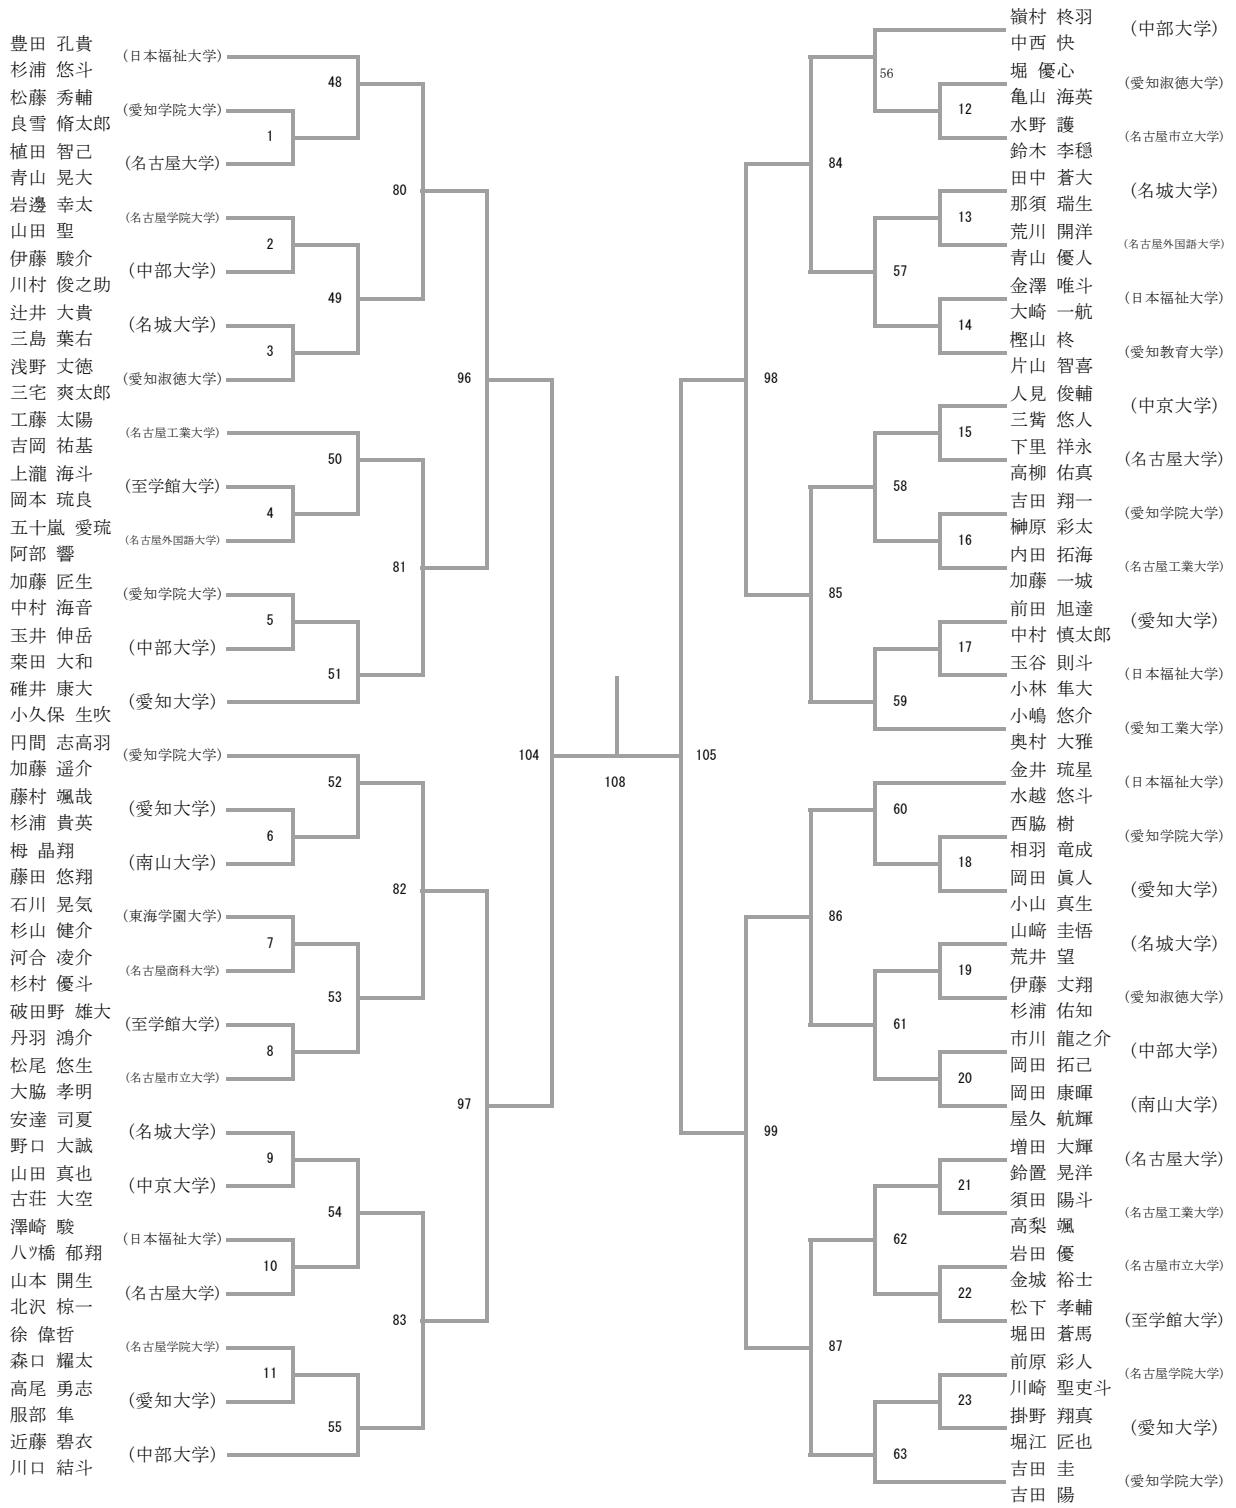 豊田 孔貴
(日本福祉大学)
杉浦 悠斗
48
松藤 秀輔
(愛知学院大学)
良雪 脩太郎
1
植田 智己
(名古屋大学)
青山 晃大
80
岩邊 幸太
(名古屋学院大学)
山田 聖
2
伊藤 駿介
(中部大学)
川村 俊之助
49
辻井 大貴
(名城大学)
三島 葉右
3
浅野 丈徳
(愛知淑徳大学)
三宅 爽太郎
96
工藤 太陽
(名古屋工業大学)
吉岡 祐基
50
上瀧 海斗
(至学館大学)
岡本 琉良
4
五十嵐 愛琉
(名古屋外国語大学)
阿部 響
81
加藤 匠生
(愛知学院大学)
中村 海音
5
玉井 伸岳
(中部大学)
桒田 大和
51
碓井 康大
(愛知大学)
小久保 生吹
円間 志高羽
(愛知学院大学)
加藤 遥介
52
104
藤村 颯哉
(愛知大学)
杉浦 貴英
6
栂 晶翔
(南山大学)
藤田 悠翔
82
石川 晃気
(東海学園大学)
杉山 健介
7
河合 凌介
(名古屋商科大学)
杉村 優斗
53
破田野 雄大
(至学館大学)
丹羽 鴻介
8
松尾 悠生
(名古屋市立大学)
大脇 孝明
97
安達 司夏
(名城大学)
野口 大誠
9
山田 真也
(中京大学)
古荘 大空
54
澤崎 駿
(日本福祉大学)
八ツ橋 郁翔
10
山本 開生
(名古屋大学)
北沢 椋一
83
徐 偉哲
(名古屋学院大学)
森口 耀太
11
高尾 勇志
(愛知大学)
服部 隼
55
近藤 碧衣
(中部大学)
川口 結斗
108
嶺村 柊羽
(中部大学)
中西 快
56
堀 優心
(愛知淑徳大学)
亀山 海英
12
水野 護
(名古屋市立大学)
鈴木 李穏
84
田中 蒼大
(名城大学)
那須 瑞生
13
荒川 開洋
(名古屋外国語大学)
青山 優人
57
金澤 唯斗
(日本福祉大学)
大崎 一航
14
樫山 柊
(愛知教育大学)
片山 智喜
98
人見 俊輔
(中京大学)
三觜 悠人
15
下里 祥永
(名古屋大学)
高柳 佑真
58
吉田 翔一
(愛知学院大学)
榊原 彩太
16
内田 拓海
(名古屋工業大学)
加藤 一城
85
前田 旭達
(愛知大学)
中村 慎太郎
17
玉谷 則斗
(日本福祉大学)
小林 隼大
59
小嶋 悠介
(愛知工業大学)
奥村 大雅
105
金井 琉星
(日本福祉大学)
水越 悠斗
60
西脇 樹
(愛知学院大学)
相羽 竜成
18
岡田 眞人
(愛知大学)
小山 真生
86
山﨑 圭悟
(名城大学)
荒井 望
19
伊藤 丈翔
(愛知淑徳大学)
杉浦 佑知
61
市川 龍之介
(中部大学)
岡田 拓己
20
岡田 康暉
(南山大学)
屋久 航輝
99
増田 大輝
(名古屋大学)
鈴置 晃洋
21
須田 陽斗
(名古屋工業大学)
高梨 颯
62
岩田 優
(名古屋市立大学)
金城 裕士
22
松下 孝輔
(至学館大学)
堀田 蒼馬
87
前原 彩人
(名古屋学院大学)
川崎 聖吏斗
23
掛野 翔真
(愛知大学)
堀江 匠也
63
吉田 圭
(愛知学院大学)
吉田 陽